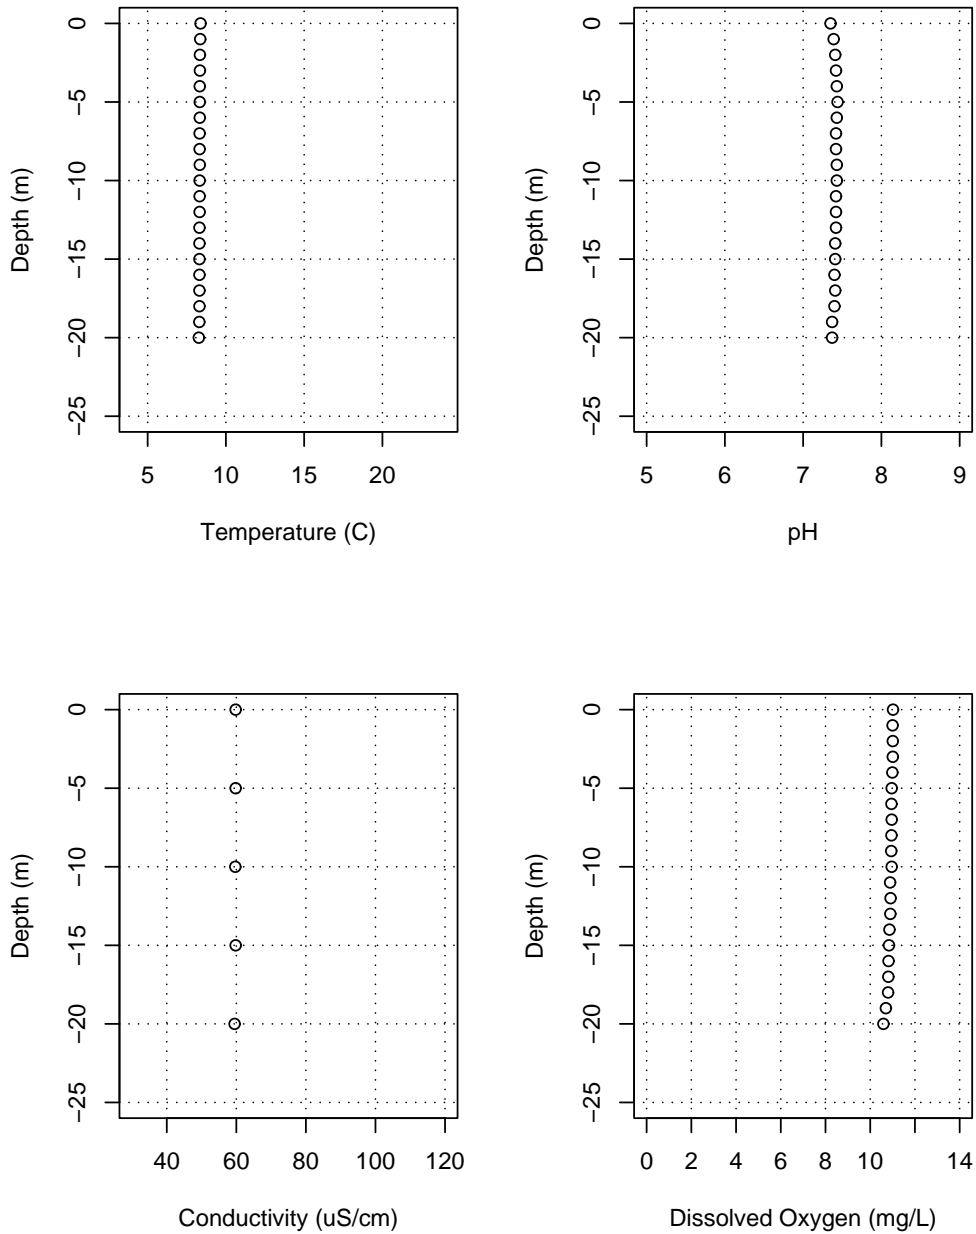 0
−5
−10
−15
−20
−25
Depth (m)
5 10 15 20
Temperature (C)
0
−5
−10
−15
−20
−25
Depth (m)
5 6 7 8 9
pH
0
−5
−10
−15
−20
−25
Depth (m)
40 60 80 100 120
Conductivity (uS/cm)
0
−5
−10
−15
−20
−25
Depth (m)
0 2 4 6 8 10 14
Dissolved Oxygen (mg/L)